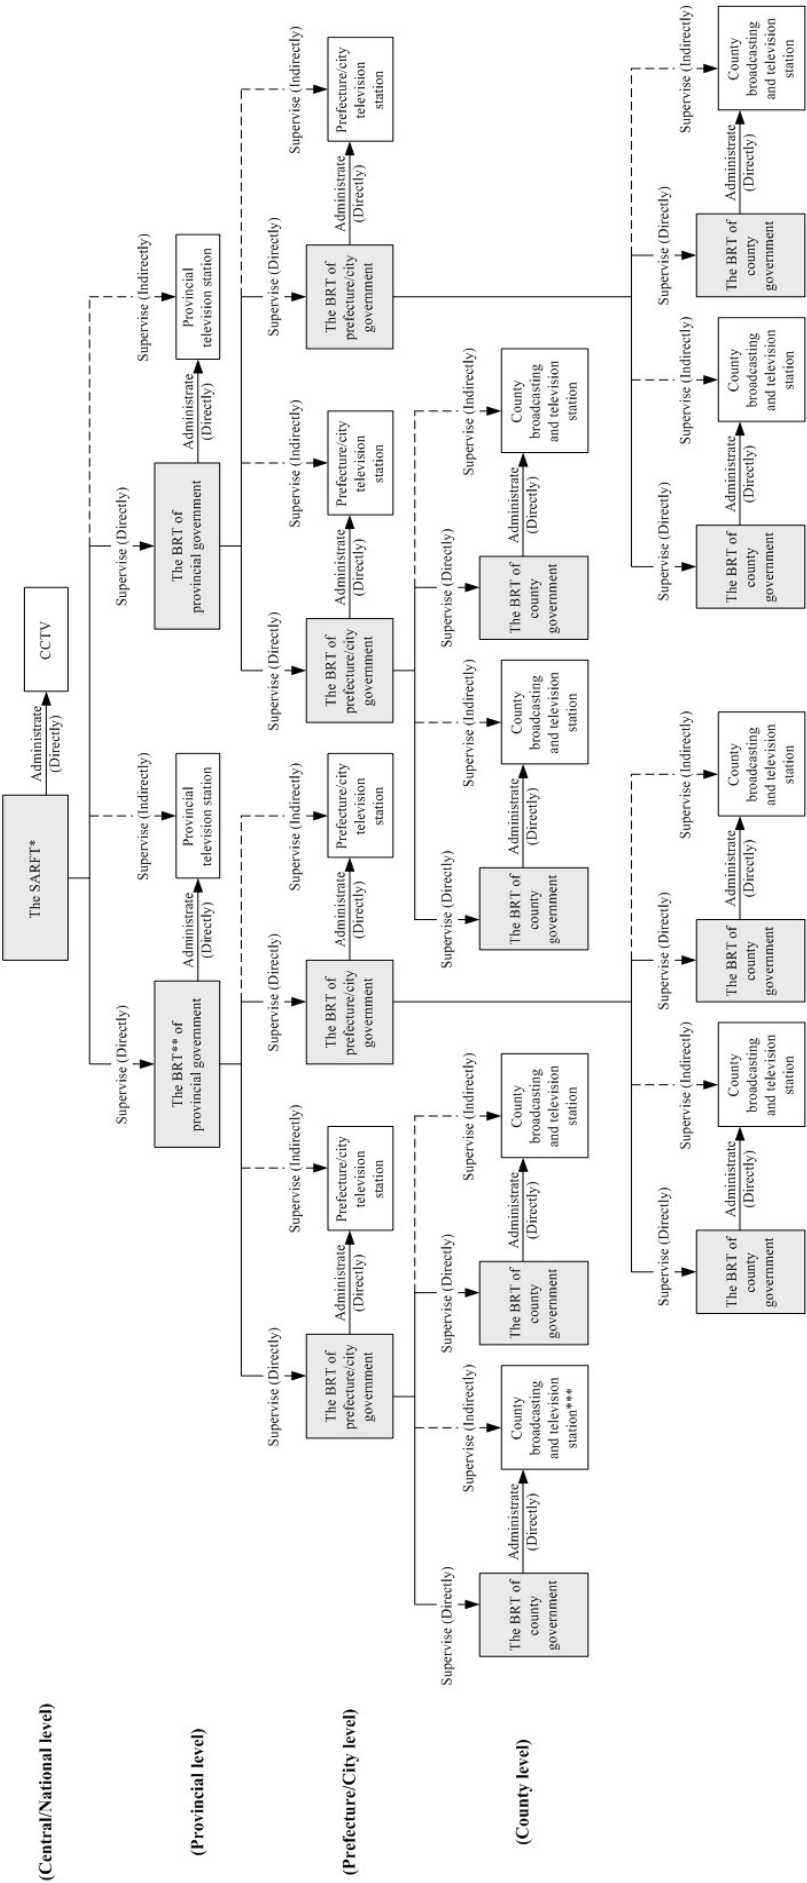 (Central/National level)
The SARFT*
Administrate
(Directly)
CCTV
Supervise (Directly)
Supervise (Indirectly)
Supervise (Directly)
Supervise (Indirectly)
(Provincial level)
The BRT** of
provincial government
Administrate
(Directly)
Provincial
television station
The BRT of
provincial government
Administrate
(Directly)
Provincial
television station
Supervise (Directly)
Supervise (Indirectly)
Supervise (Directly)
Supervise (Indirectly)
Supervise (Directly)
Supervise (Indirectly)
Supervise (Directly)
Supervise (Indirectly)
(Prefecture/City level)
The BRT of
prefecture/city
government
Administrate
(Directly)
Prefecture/city
television
station
The BRT of
prefecture/city
government
Administrate
(Directly)
Prefecture/city
television
station
The BRT of
prefecture/city
government
Administrate
(Directly)
Prefecture/city
television
station
The BRT of
prefecture/city
government
Administrate
(Directly)
Prefecture/city
television
station
Supervise (Directly)
Supervise (Indirectly)
Supervise (Directly)
Supervise (Indirectly)
Supervise (Directly)
Supervise (Indirectly)
Supervise (Directly)
Supervise (Indirectly)
(County level)
The BRT of
county
government
Administrate
(Directly)
County
broadcasting
and television
station***
The BRT of
county
government
Administrate
(Directly)
County
broadcasting
and television
station
The BRT of
county
government
Administrate
(Directly)
County
broadcasting
and television
station
The BRT of
county
government
Administrate
(Directly)
County
broadcasting
and television
station
Supervise (Directly)
Supervise (Indirectly)
Supervise (Directly)
Supervise (Indirectly)
Supervise (Directly)
Supervise (Indirectly)
Supervise (Directly)
Supervise (Indirectly)
The BRT of
county
government
Administrate
(Directly)
County
broadcasting
and television
station
The BRT of
county
government
Administrate
(Directly)
County
broadcasting
and television
station
The BRT of
county
government
Administrate
(Directly)
County
broadcasting
and television
station
The BRT of
county
government
Administrate
(Directly)
County
broadcasting
and television
station